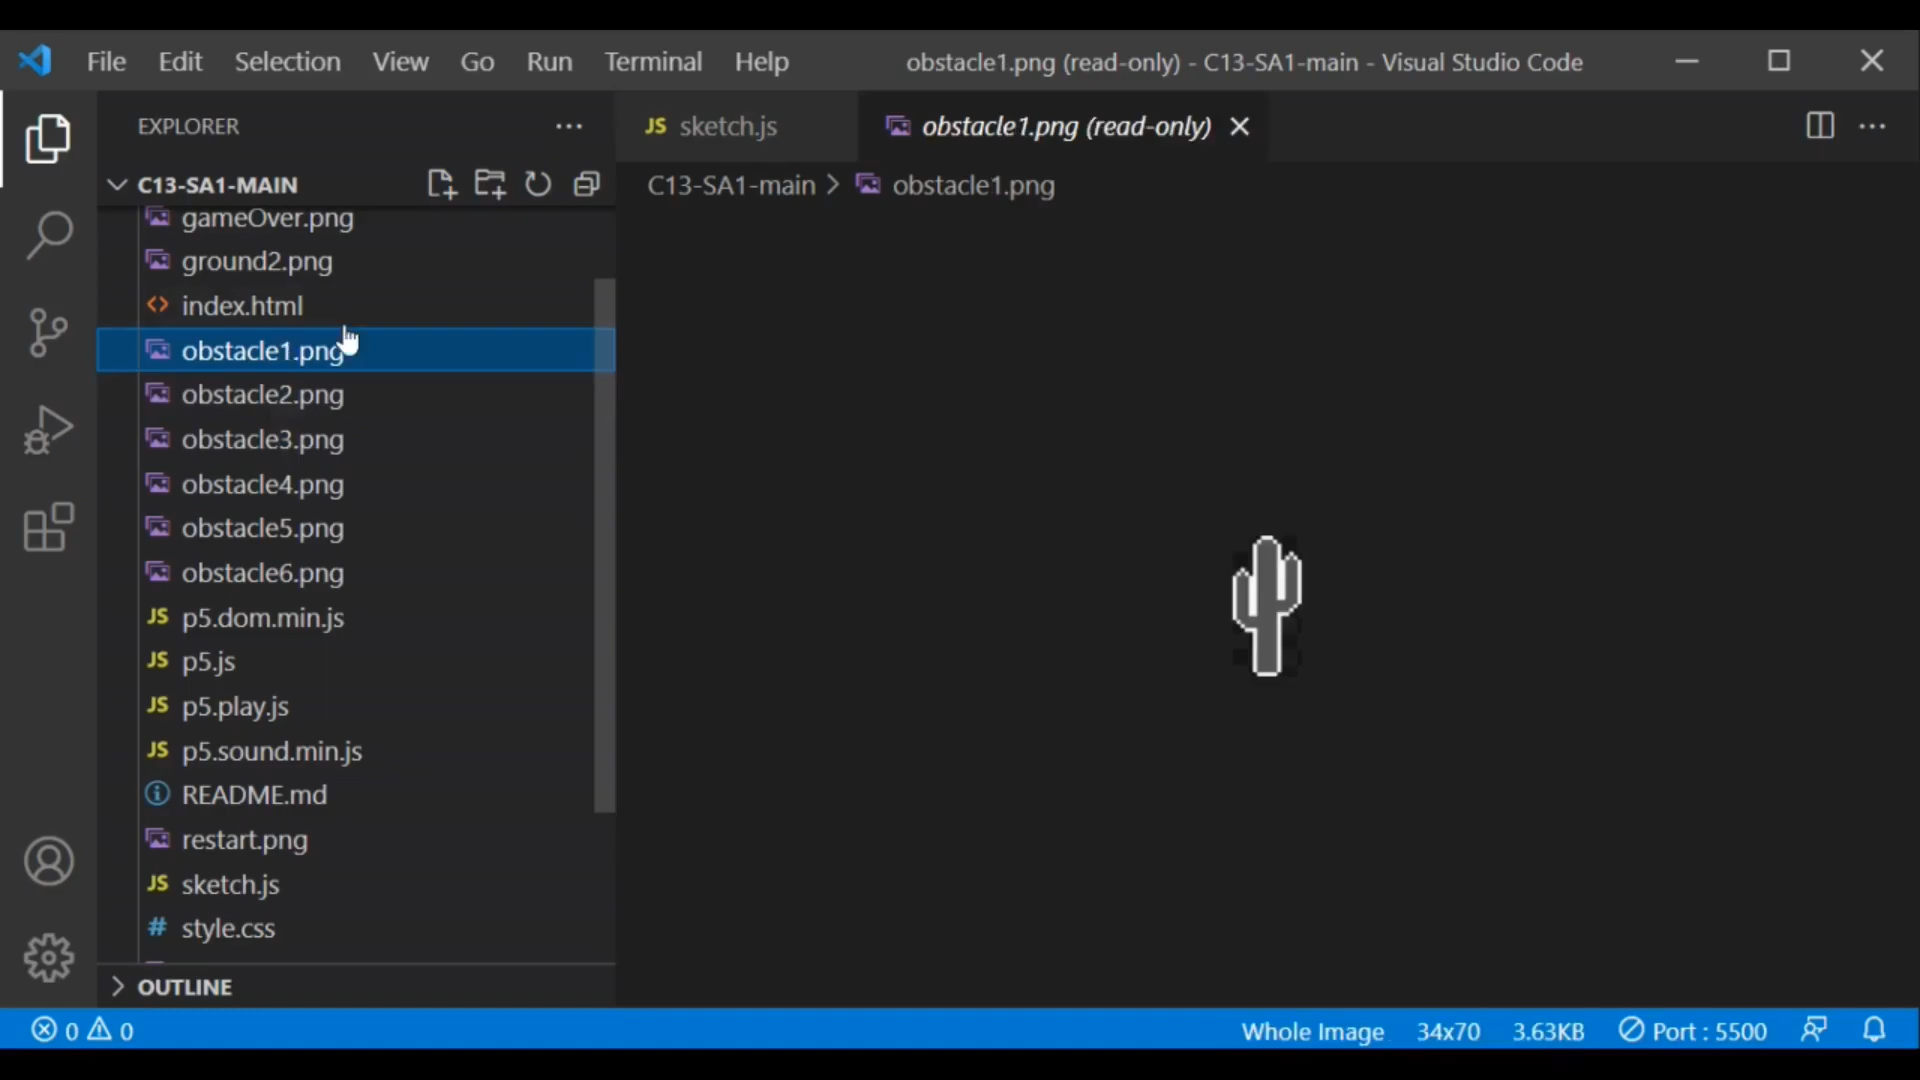 File Edit Selection View Go Run Terminal Help obstacle1.png (read-only) - C13-SA1-main - Visual Studio Code
EXPLORER
JS sketch.js obstacle1.png (read-only)
C13-SA1-MAIN
C13-SA1-main > obstacle1.png
gameOver.png
ground2.png
index.html
obstacle1.png
obstacle2.png
obstacle3.png
obstacle4.png
obstacle5.png
obstacle6.png
JS p5.dom.min.js
JS p5.js
JS p5.play.js
JS p5.sound.min.js
README.md
restart.png
JS sketch.js
# style.css
OUTLINE
0 0 Whole Image 34x70 3.63KB Port : 5500